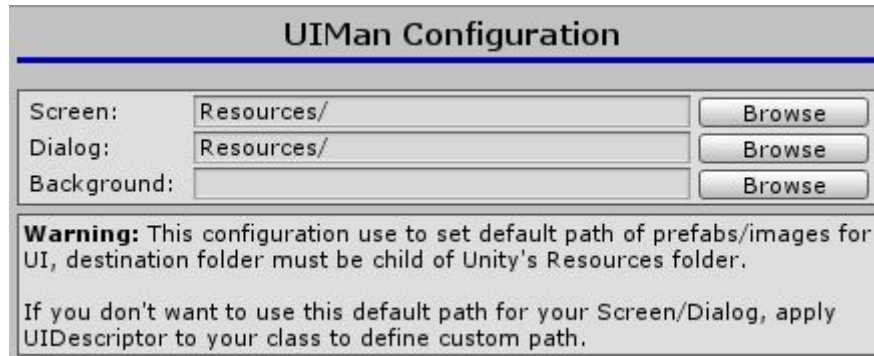 UIMan Configuration
Screen: Resources/ Browse
Dialog: Resources/ Browse
Background: Browse
Warning: This configuration use to set default path of prefabs/images for
UI, destination folder must be child of Unity's Resources folder.
If you don't want to use this default path for your Screen/Dialog, apply
UIDescriptor to your class to define custom path.